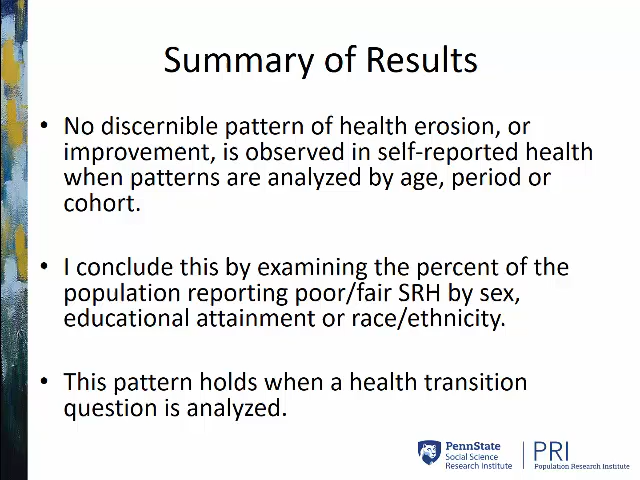 Summary of Results
• No discernible pattern of health erosion, or
improvement, is observed in self-reported health
when patterns are analyzed by age, period or
cohort.
• I conclude this by examining the percent of the
population reporting poor/fair SRH by sex,
educational attainment or race/ethnicity.
• This pattern holds when a health transition
question is analyzed.
PennState
Social Science
Research Institute
PRI
Population Research Institute